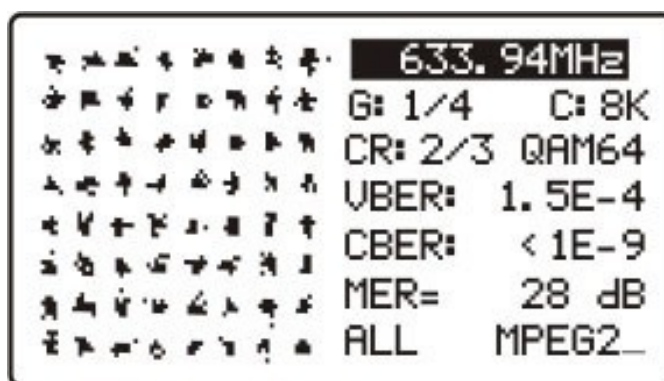 633.94MHz
G: 1/4 C: 8K
CR: 2/3 QAM64
VBER: 1.5E-4
CBER: <1E-9
MER= 28 dB
ALL MPEG2_